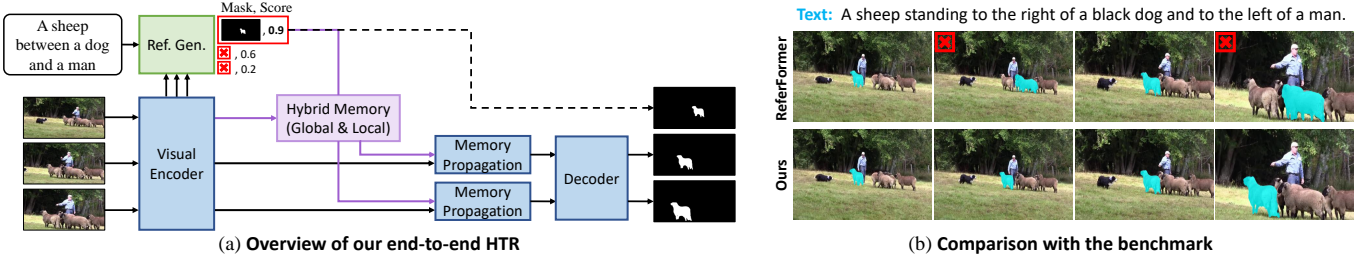 A sheep
between a dog
and a man
Ref. Gen.
Mask, Score
, 0.9
, 0.6
, 0.2
Visual
Encoder
Hybrid Memory
(Global & Local)
Memory
Propagation
Memory
Propagation
Decoder
(a) Overview of our end-to-end HTR
Text: A sheep standing to the right of a black dog and to the left of a man.
ReferFormer
Ours
(b) Comparison with the benchmark